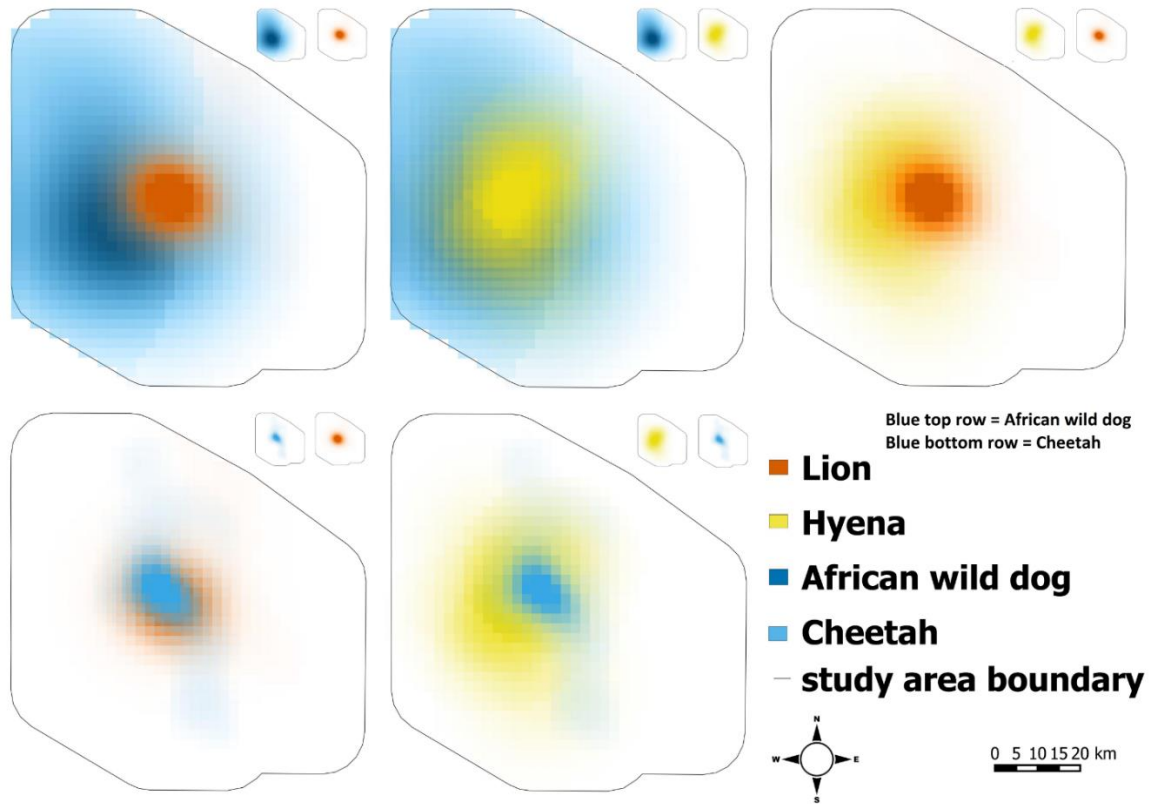 Blue top row = African wild dog
Blue bottom row = Cheetah
Lion
Hyena
African wild dog
Cheetah
study area boundary
N
W E
S
0 5 10 15 20 km